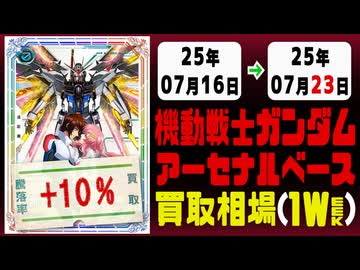 25年
07月16日
25年
07月23日
機動戦士ガンダム
アーセナルベース
買取相場(1W EEK)
買取
騰落率
+10%